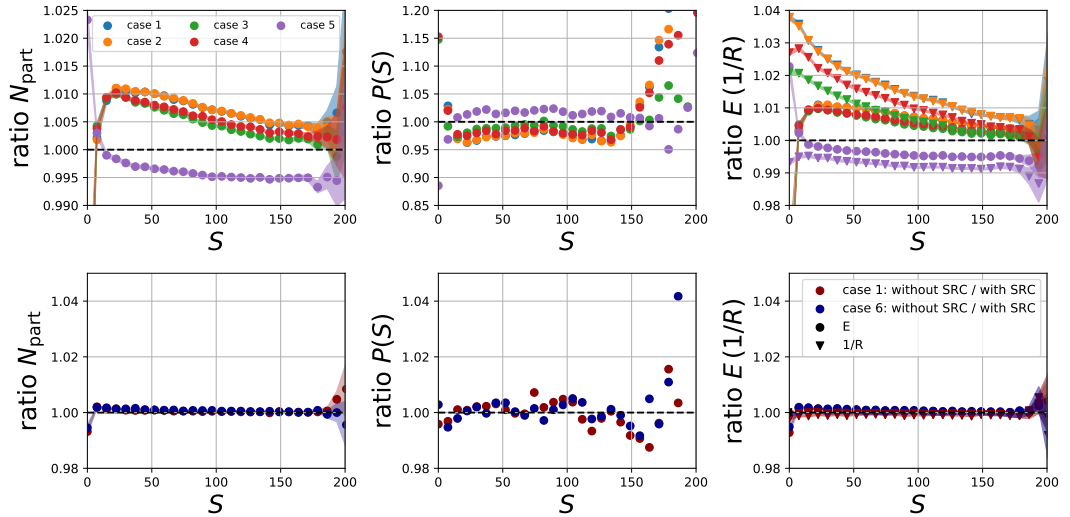 ratio N_part
1.025
1.020
1.015
1.010
1.005
1.000
0.995
0.990
case 1
case 2
case 3
case 4
case 5
0
50
100
150
200
S
ratio P(S)
1.20
1.15
1.10
1.05
1.00
0.95
0.90
0.85
0
50
100
150
200
S
ratio E (1/R)
1.04
1.02
1.00
0.98
0
50
100
150
200
S
ratio N_part
1.04
1.02
1.00
0.98
0
50
100
150
200
S
ratio P(S)
1.04
1.02
1.00
0.98
0
50
100
150
200
S
ratio E (1/R)
1.04
1.02
1.00
0.98
case 1: without SRC / with SRC
case 6: without SRC / with SRC
E
1/R
0
50
100
150
200
S